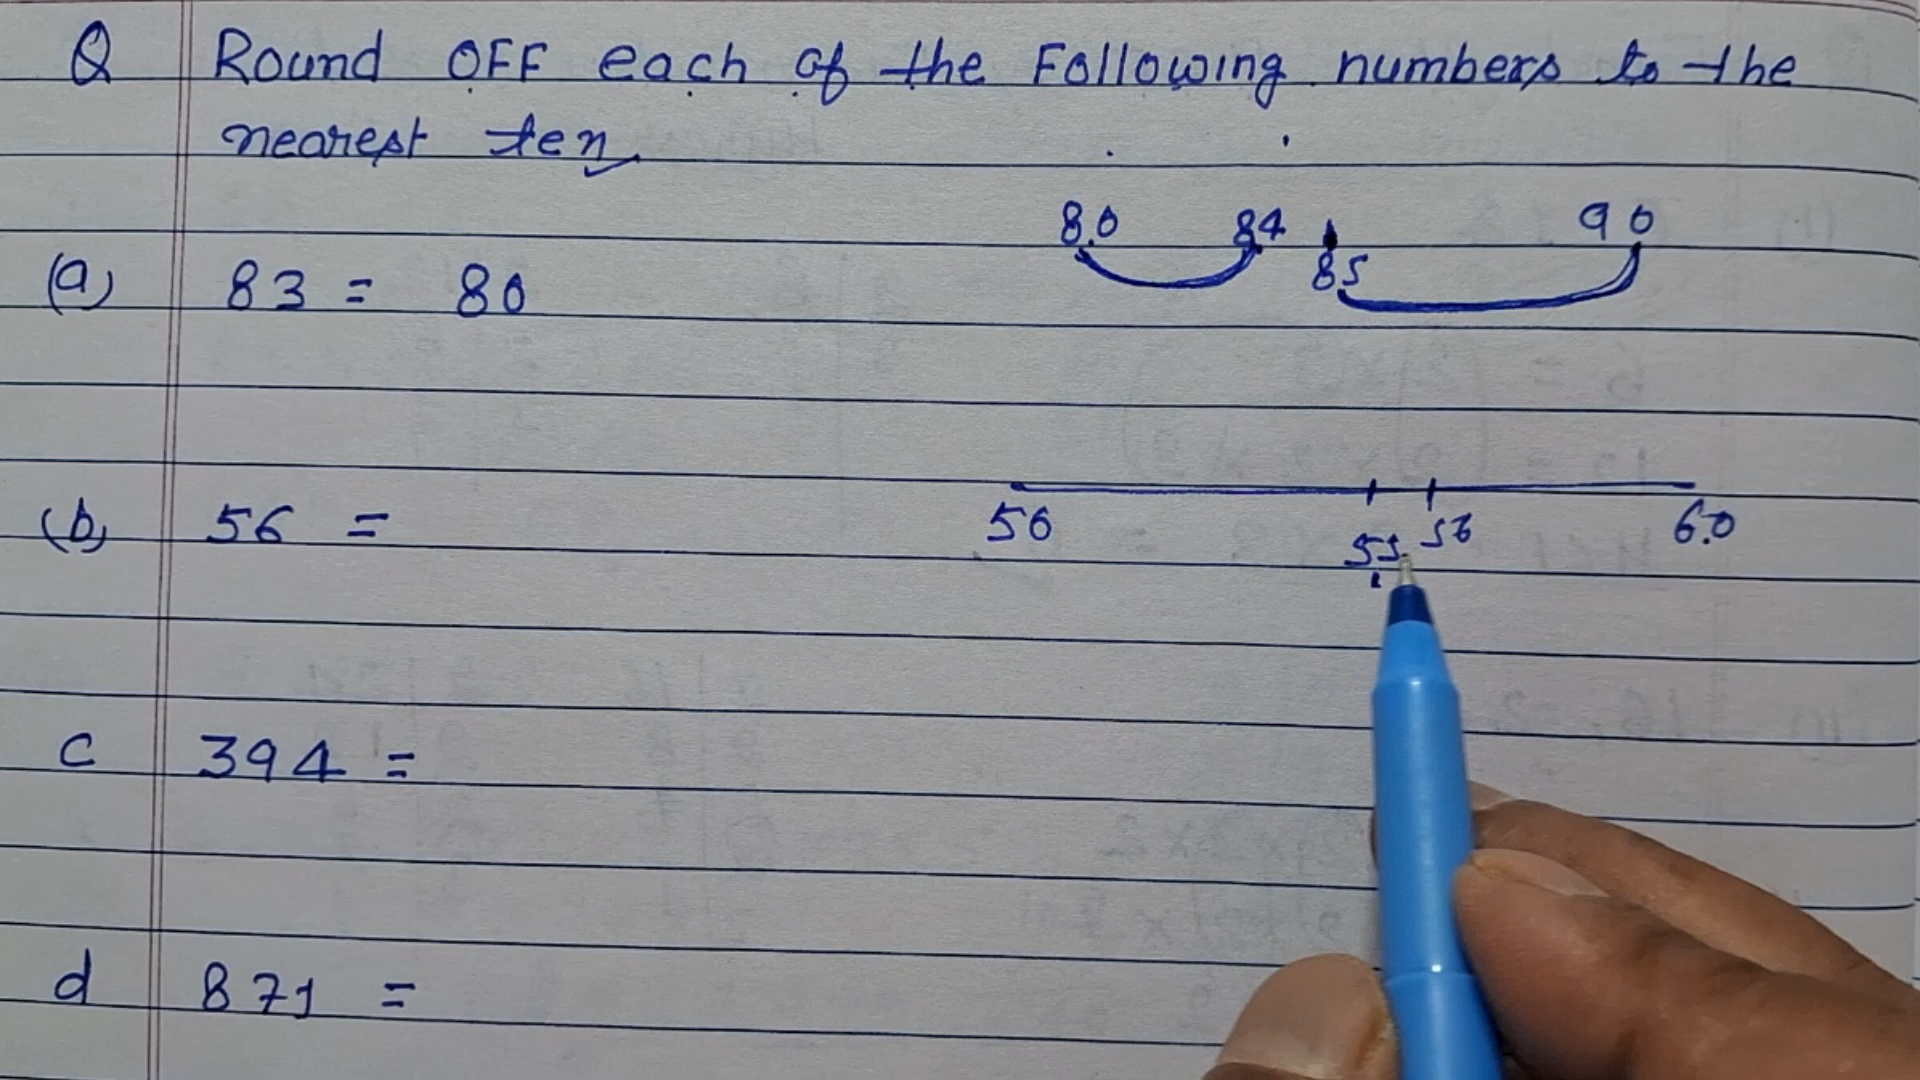 Q Round OFF each of the Following numbers to the
nearest ten
80 84 85 90
(a) 83 = 80
(b) 56 = 50 55 56 60
c 394 =
d 871 =